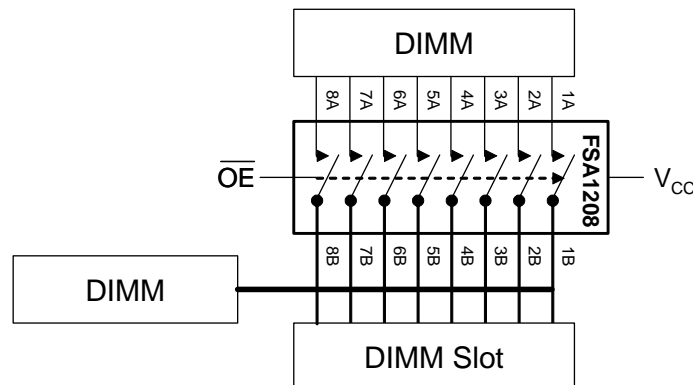 DIMM
8A 7A 6A 5A 4A 3A 2A 1A
FSA1208
OE
VCC
8B 7B 6B 5B 4B 3B 2B 1B
DIMM
DIMM Slot